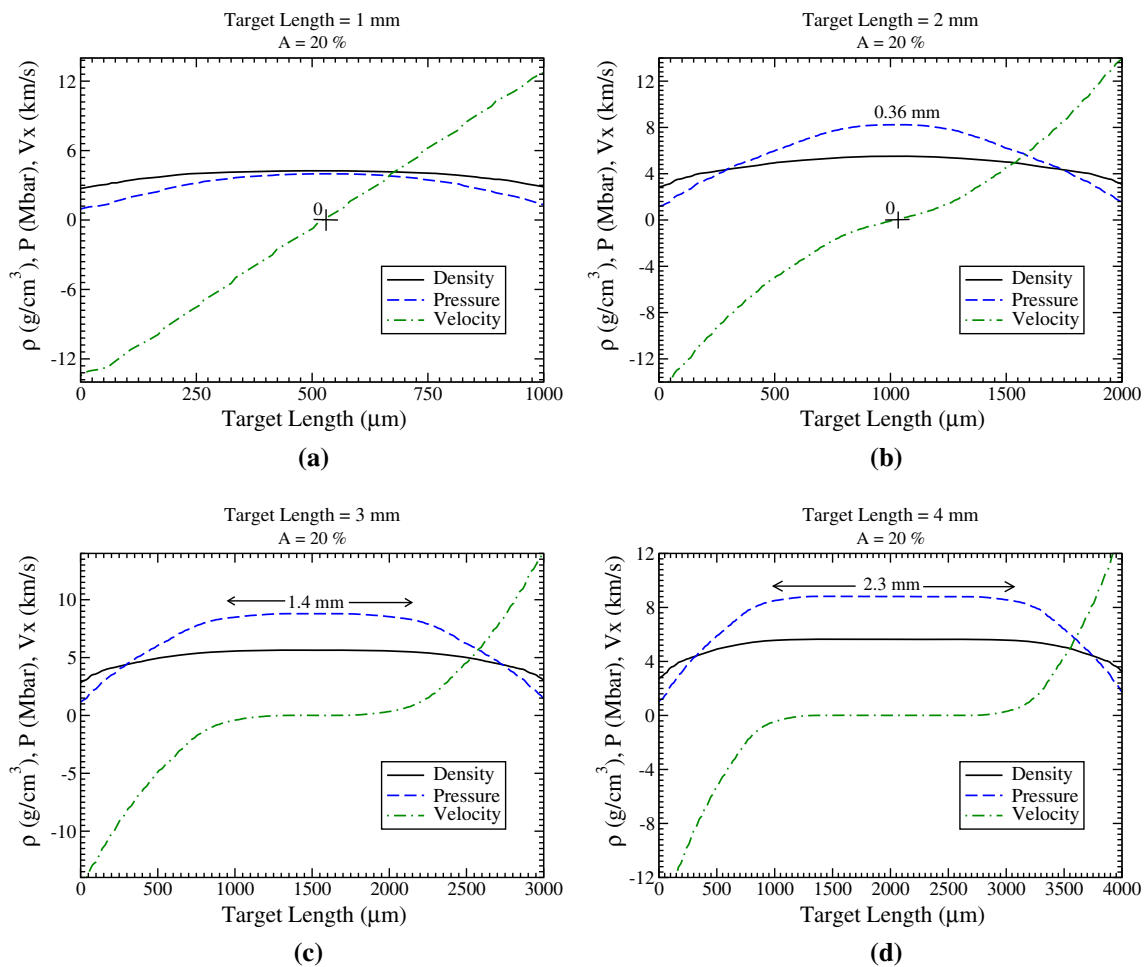 Target Length = 1 mm
A = 20 %
ρ (g/cm³), P (Mbar), Vx (km/s)
12
6
0
-6
-12
0
Density
Pressure
Velocity
0 250 500 750 1000
Target Length (μm)
(a)
Target Length = 2 mm
A = 20 %
ρ (g/cm³), P (Mbar), Vx (km/s)
12
8
4
0
-4
-8
-12
0.36 mm
0
Density
Pressure
Velocity
0 500 1000 1500 2000
Target Length (μm)
(b)
Target Length = 3 mm
A = 20 %
ρ (g/cm³), P (Mbar), Vx (km/s)
10
5
0
-5
-10
1.4 mm
Density
Pressure
Velocity
0 500 1000 1500 2000 2500 3000
Target Length (μm)
(c)
Target Length = 4 mm
A = 20 %
ρ (g/cm³), P (Mbar), Vx (km/s)
12
8
4
0
-4
-8
-12
2.3 mm
Density
Pressure
Velocity
0 500 1000 1500 2000 2500 3000 3500 4000
Target Length (μm)
(d)